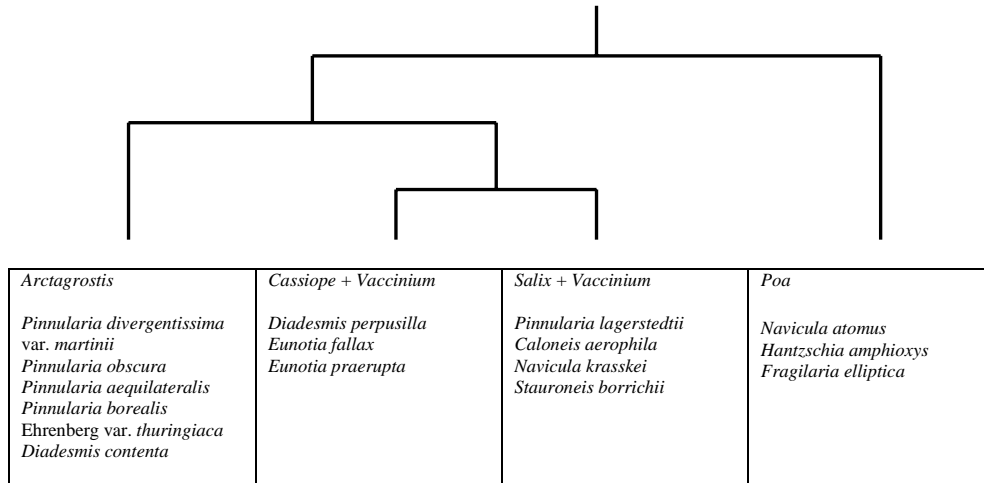 Arctagrostis
Pinnularia divergentissima
var. martinii
Pinnularia obscura
Pinnularia aequilateralis
Pinnularia borealis
Ehrenberg var. thuringiaca
Diadesmis contenta
Cassiope + Vaccinium
Diadesmis perpusilla
Eunotia fallax
Eunotia praerupta
Salix + Vaccinium
Pinnularia lagerstedtii
Caloneis aerophila
Navicula krasskei
Stauroneis borrichii
Poa
Navicula atomus
Hantzschia amphioxys
Fragilaria elliptica